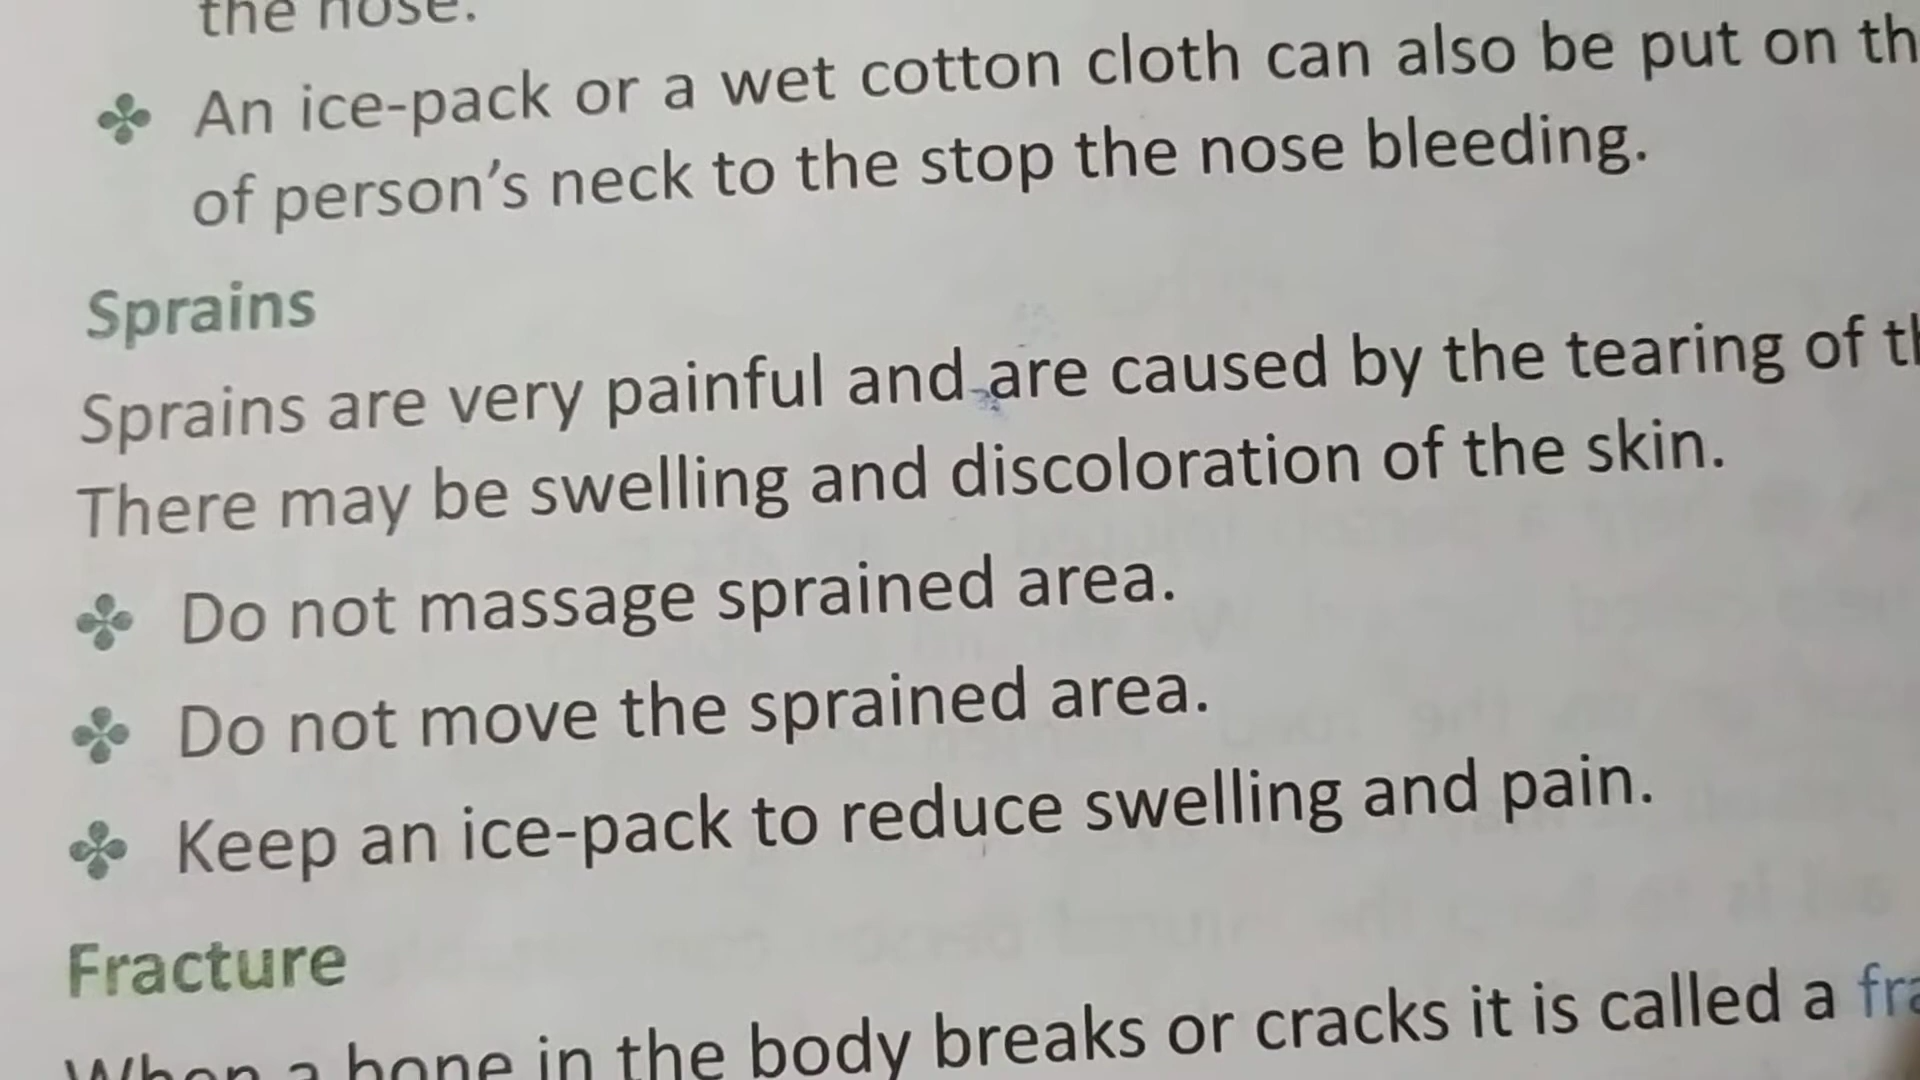 the nose.
An ice-pack or a wet cotton cloth can also be put on
of person's neck to the stop the nose bleeding.
Sprains
Sprains are very painful and are caused by the tearing of
There may be swelling and discoloration of the skin.
Do not massage sprained area.
Do not move the sprained area.
Keep an ice-pack to reduce swelling and pain.
Fracture
When a bone in the body breaks or cracks it is called a